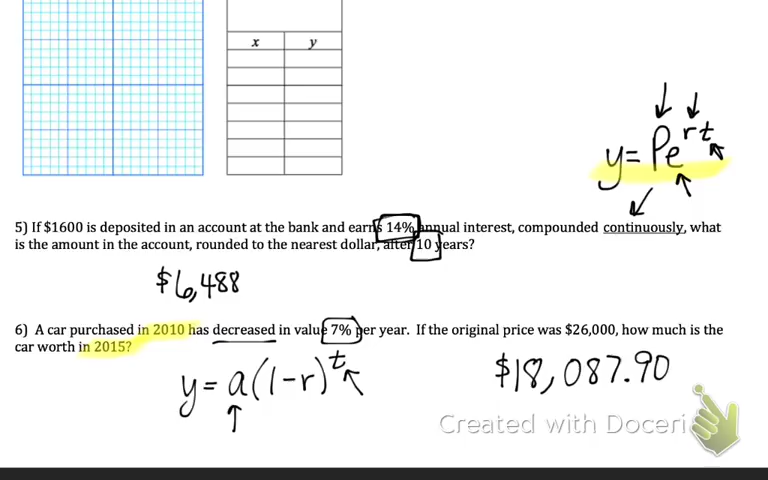 x y
y = Pe^rt
5) If $1600 is deposited in an account at the bank and earns 14% annual interest, compounded continuously, what
is the amount in the account, rounded to the nearest dollar, after 10 years?
$6,488
6) A car purchased in 2010 has decreased in value 7% per year. If the original price was $26,000, how much is the
car worth in 2015?
y = a(1-r)^t
$18,087.90
Created with Doceri